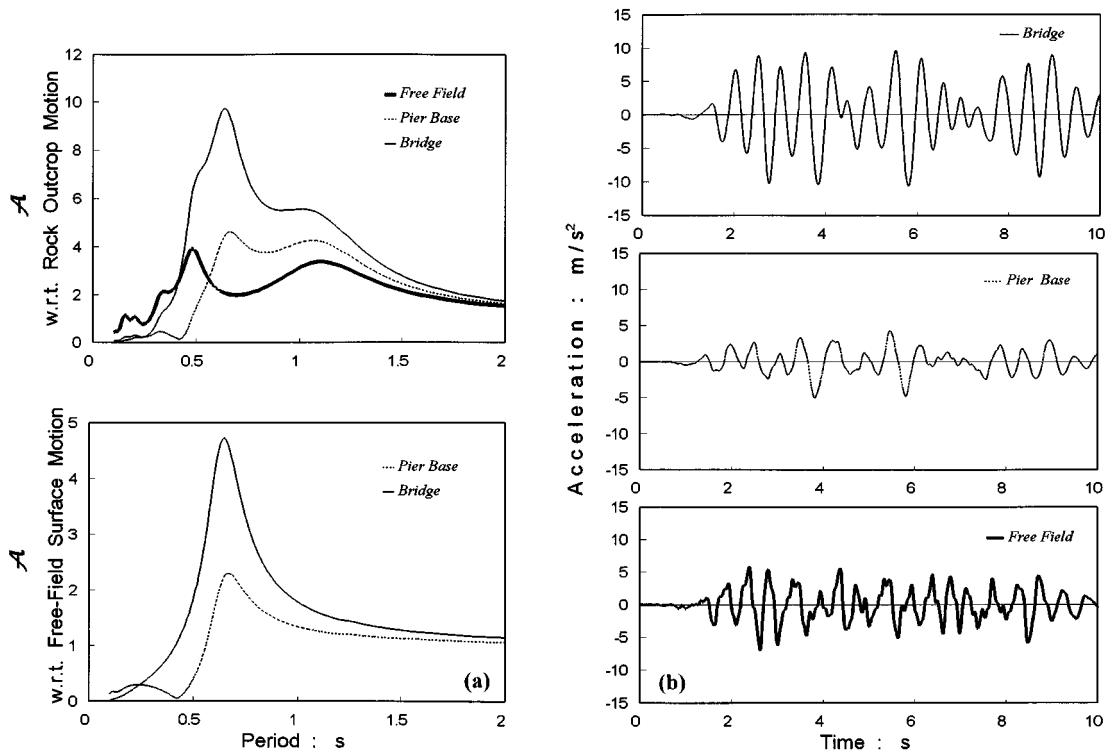 12
10
8
6
4
2
0
0 0.5 1 1.5 2
Free Field
Pier Base
Bridge
𝒜
w.r.t. Rock Outcrop Motion
5
4
3
2
1
0
0 0.5 1 1.5 2
Pier Base
Bridge
𝒜
w.r.t. Free-Field Surface Motion
(a)
Period : s
15
10
5
0
-5
-10
-15
0 2 4 6 8 10
Bridge
15
10
5
0
-5
-10
-15
0 2 4 6 8 10
Pier Base
Acceleration : m/s²
15
10
5
0
-5
-10
-15
0 2 4 6 8 10
Free Field
(b)
Time : s